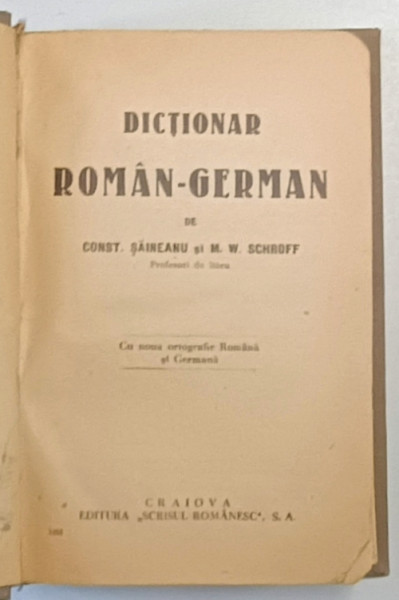 DICȚIONAR
ROMÂN-GERMAN
DE
CONST. ȘĂINEANU și M. W. SCHROFF
Profesori de liceu
Cu noua ortografie Română
și Germană
CRAIOVA
EDITURA „SCRISUL ROMÂNESC", S. A.